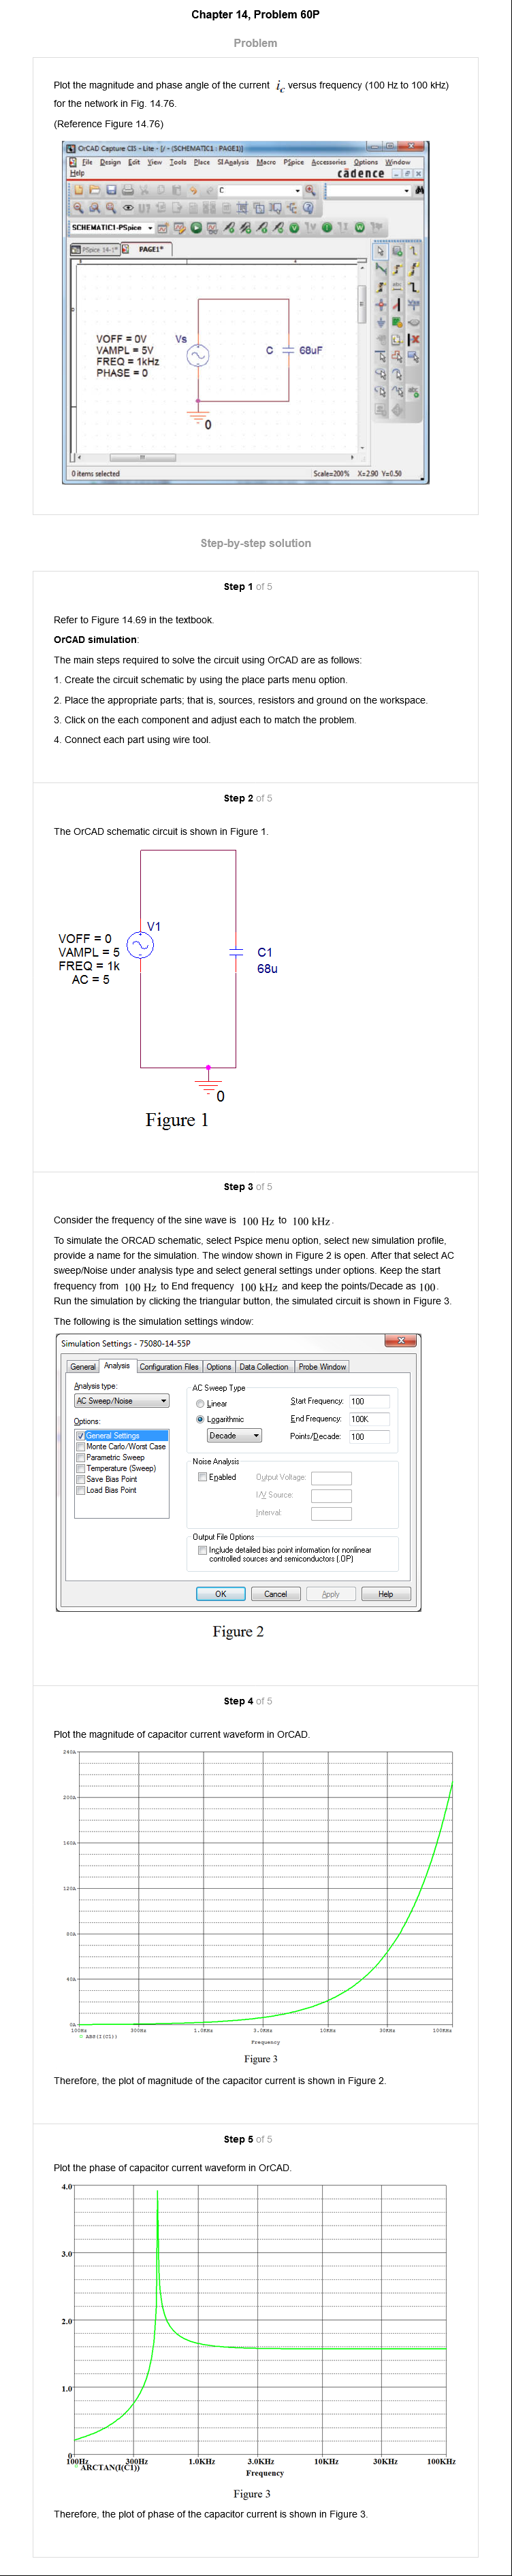 Chapter 14, Problem 60P
Problem
Plot the magnitude and phase angle of the current i_c versus frequency (100 Hz to 100 kHz)
for the network in Fig. 14.76.
(Reference Figure 14.76)
OrCAD Capture CIS - Lite - [/ - (SCHEMATIC1 : PAGE1)]
File Design Edit View Tools Place SI Analysis Macro PSpice Accessories Options Window
Help cādence
C
SCHEMATIC1-PSpice
PSpice 14-1* PAGE1*
VOFF = 0V
VAMPL = 5V
FREQ = 1kHz
PHASE = 0
Vs
C 68uF
0
0 items selected Scale=200% X=2.90 Y=0.50
Step-by-step solution
Step 1 of 5
Refer to Figure 14.69 in the textbook.
OrCAD simulation:
The main steps required to solve the circuit using OrCAD are as follows:
1. Create the circuit schematic by using the place parts menu option.
2. Place the appropriate parts; that is, sources, resistors and ground on the workspace.
3. Click on the each component and adjust each to match the problem.
4. Connect each part using wire tool.
Step 2 of 5
The OrCAD schematic circuit is shown in Figure 1.
V1
VOFF = 0
VAMPL = 5
FREQ = 1k
AC = 5
C1
68u
0
Figure 1
Step 3 of 5
Consider the frequency of the sine wave is 100 Hz to 100 kHz.
To simulate the ORCAD schematic, select Pspice menu option, select new simulation profile,
provide a name for the simulation. The window shown in Figure 2 is open. After that select AC
sweep/Noise under analysis type and select general settings under options. Keep the start
frequency from 100 Hz to End frequency 100 kHz and keep the points/Decade as 100.
Run the simulation by clicking the triangular button, the simulated circuit is shown in Figure 3.
The following is the simulation settings window:
Simulation Settings - 75080-14-55P
General Analysis Configuration Files Options Data Collection Probe Window
Analysis type:
AC Sweep/Noise
Options:
General Settings
Monte Carlo/Worst Case
Parametric Sweep
Temperature (Sweep)
Save Bias Point
Load Bias Point
AC Sweep Type
Linear
Logarithmic
Decade
Start Frequency: 100
End Frequency: 100K
Points/Decade: 100
Noise Analysis
Enabled
Output Voltage:
I/V Source:
Interval:
Output File Options
Include detailed bias point information for nonlinear
controlled sources and semiconductors (.OP)
OK Cancel Apply Help
Figure 2
Step 4 of 5
Plot the magnitude of capacitor current waveform in OrCAD.
240A
200A
160A
120A
80A
40A
0A
100Hz 300Hz 1.0KHz 3.0KHz 10KHz 30KHz 100KHz
ABS(I(C1))
Frequency
Figure 3
Therefore, the plot of magnitude of the capacitor current is shown in Figure 2.
Step 5 of 5
Plot the phase of capacitor current waveform in OrCAD.
4.0
3.0
2.0
1.0
0
100Hz 300Hz 1.0KHz 3.0KHz 10KHz 30KHz 100KHz
ARCTAN(I(C1))
Frequency
Figure 3
Therefore, the plot of phase of the capacitor current is shown in Figure 3.